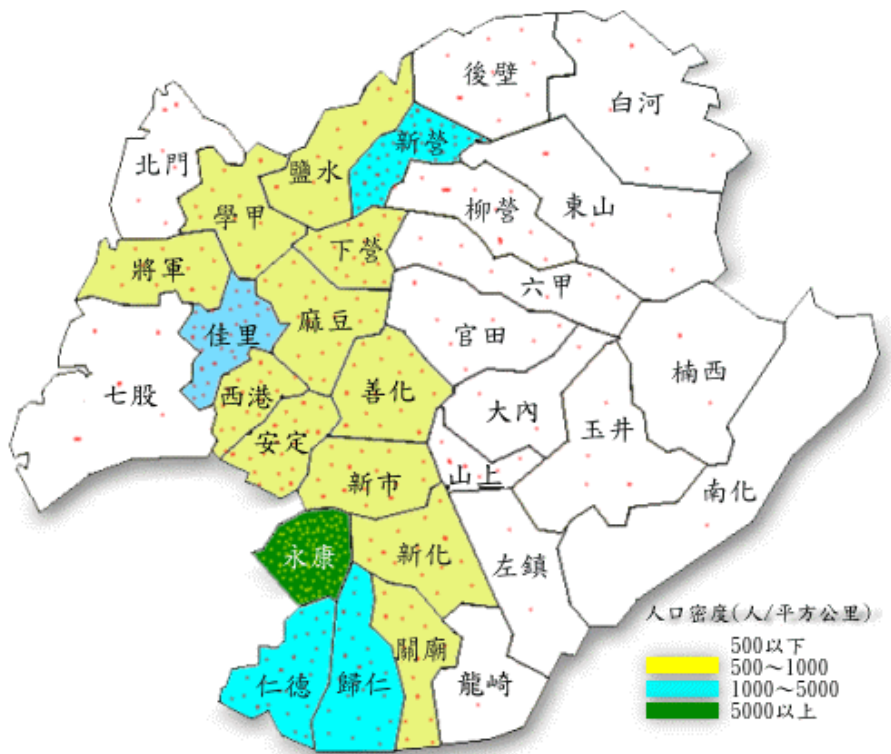 後壁
白河
新營
北門
鹽水
柳營
東山
學甲
下營
將軍
六甲
佳里
麻豆
官田
楠西
七股
西港
善化
大內
玉井
安定
新市
山上
南化
永康
新化
左鎮
關廟
仁德
歸仁
龍崎
人口密度(人/平方公里)
500以下
500～1000
1000～5000
5000以上